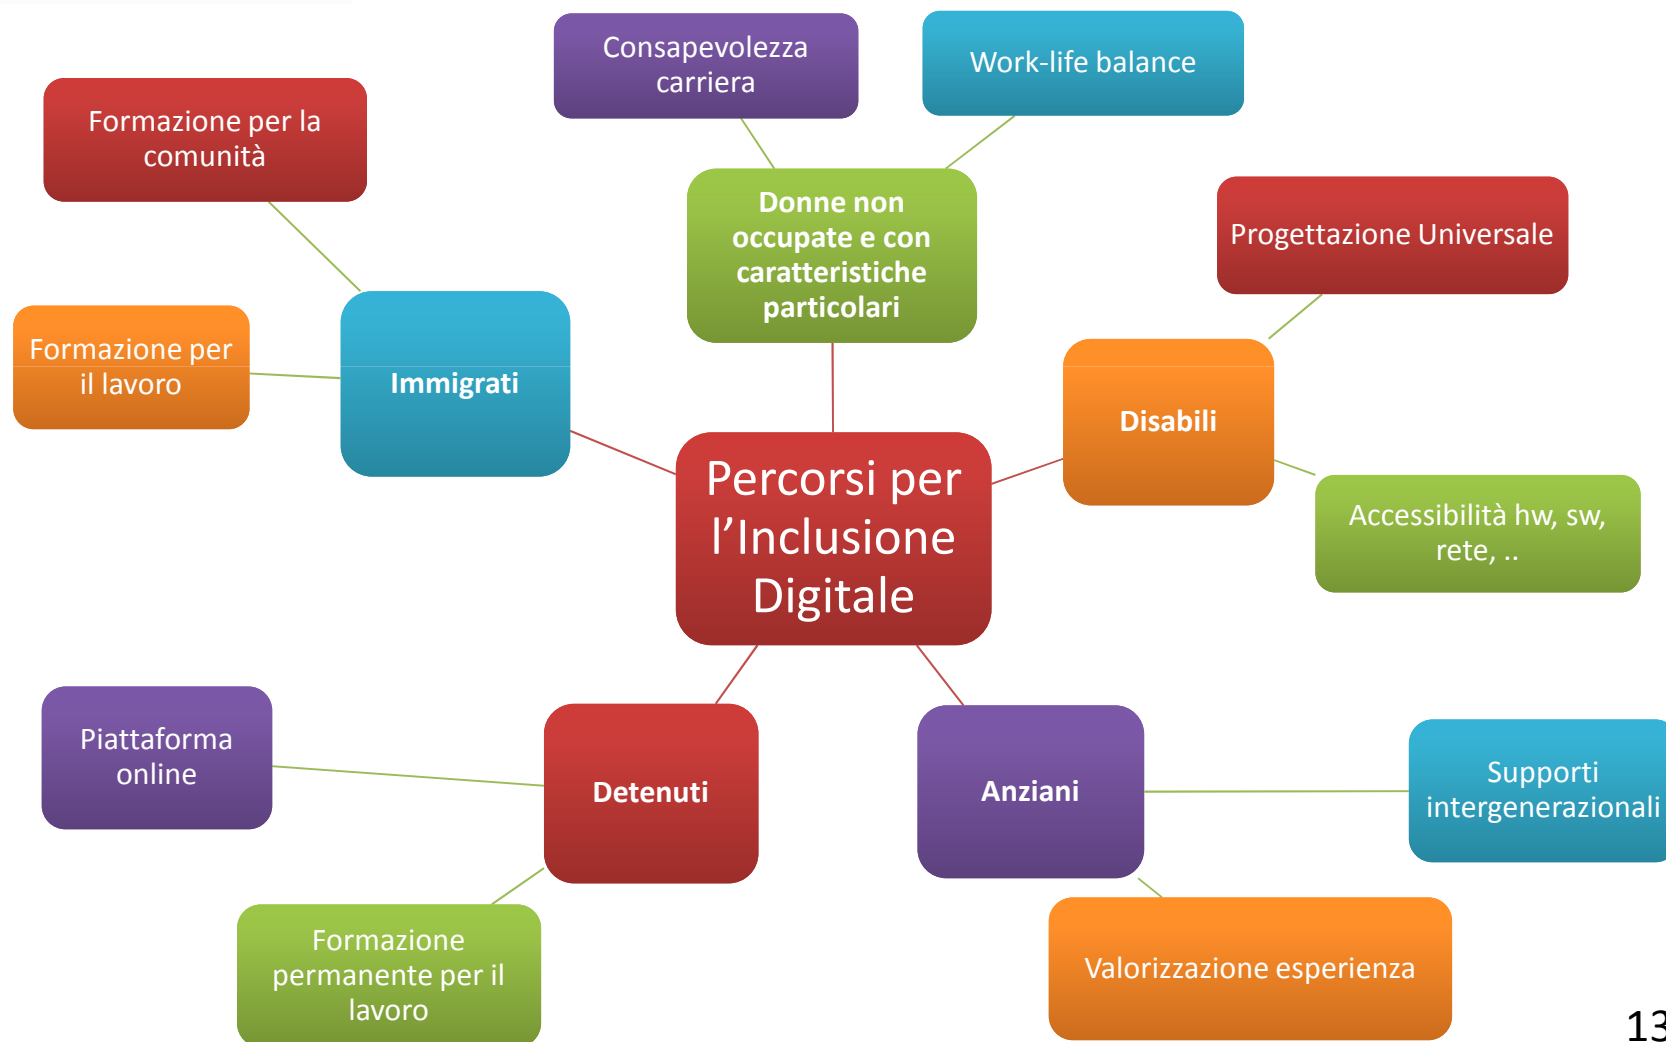 Consapevolezza
carriera
Work-life balance
Formazione per la
comunità
Donne non
occupate e con
caratteristiche
particolari
Progettazione Universale
Formazione per
il lavoro
Immigrati
Disabili
Percorsi per
l’Inclusione
Digitale
Accessibilità hw, sw,
rete, ..
Piattaforma
online
Detenuti
Anziani
Supporti
intergenerazionali
Formazione
permanente per il
lavoro
Valorizzazione esperienza
13